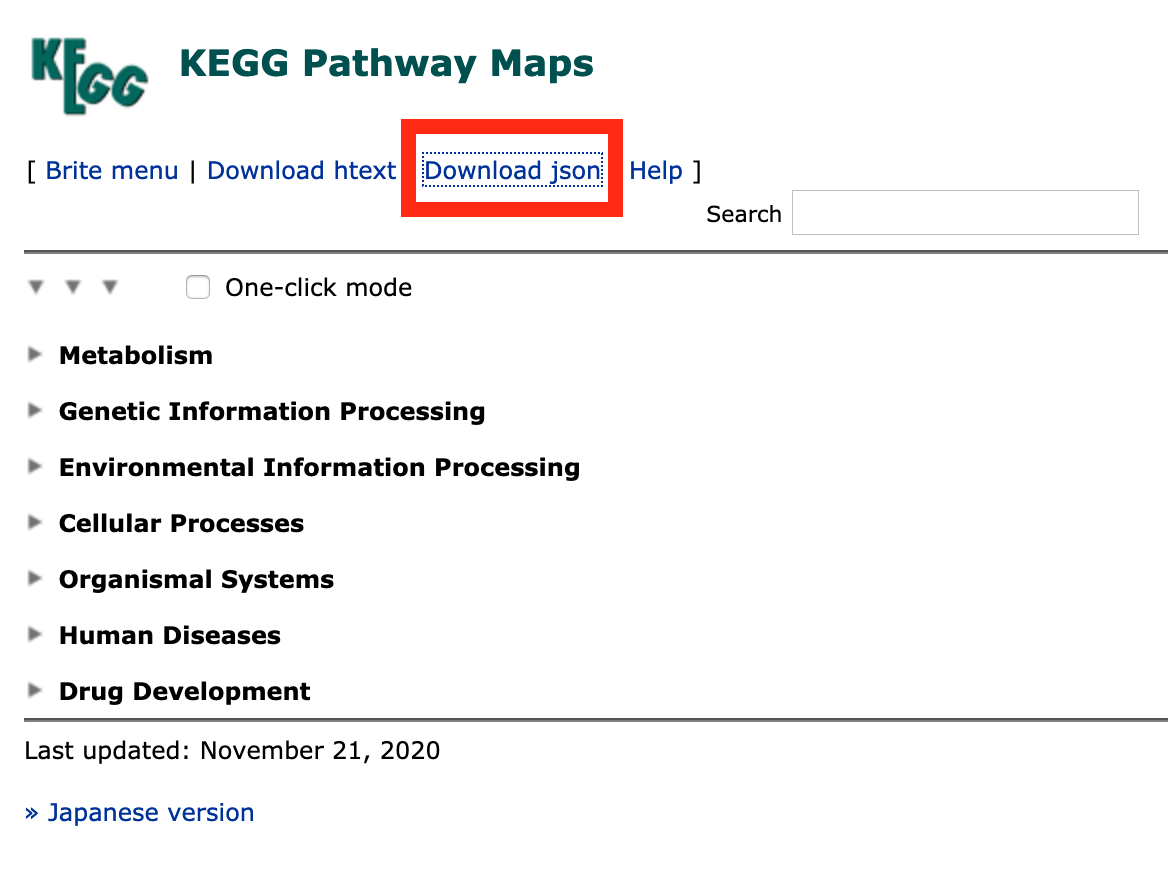 KEGG KEGG Pathway Maps
[ Brite menu | Download htext Download json Help ]
Search
▼ ▼ ▼ One-click mode
▶ Metabolism
▶ Genetic Information Processing
▶ Environmental Information Processing
▶ Cellular Processes
▶ Organismal Systems
▶ Human Diseases
▶ Drug Development
Last updated: November 21, 2020
» Japanese version